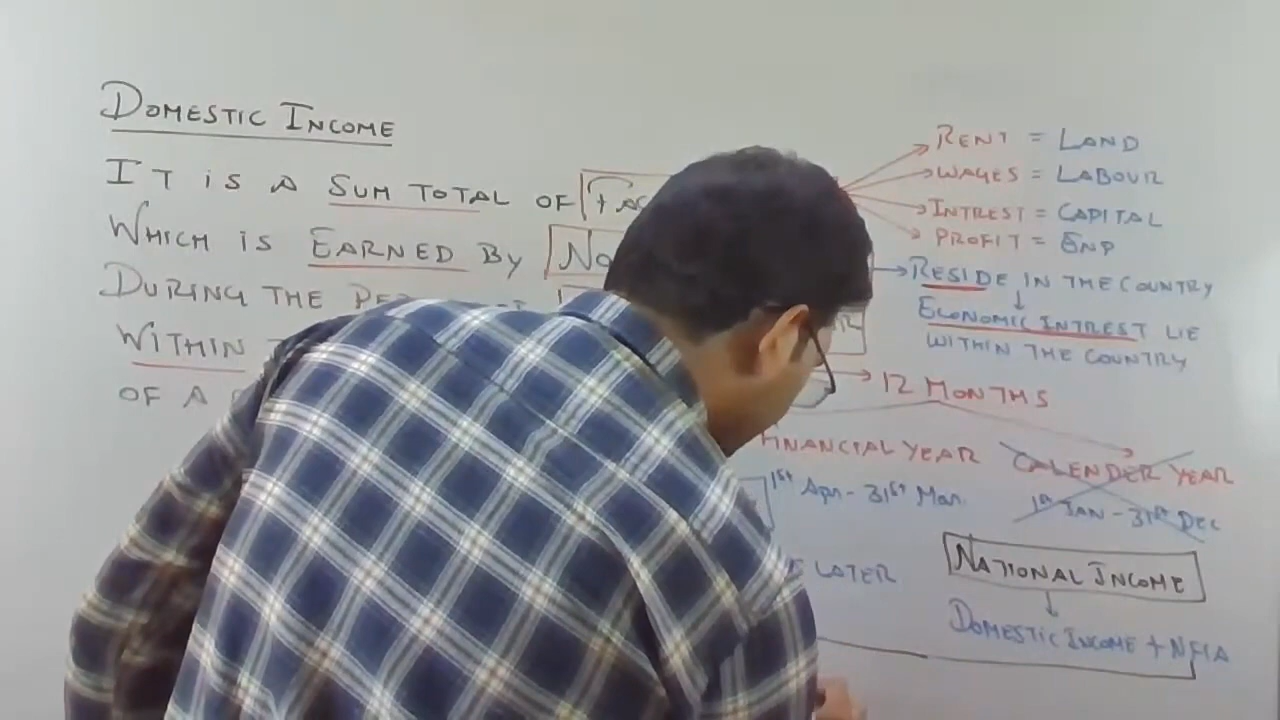 DOMESTIC INCOME
IT IS A SUM TOTAL OF FAC
WHICH IS EARNED BY NO
DURING THE PER
WITHIN T
OF A
RENT = LAND
WAGES = LABOUR
INTREST = CAPITAL
PROFIT = ENP
RESIDE IN THE COUNTRY
ECONOMIC INTREST LIE
WITHIN THE COUNTRY
12 MONTHS
FINANCIAL YEAR
1st Apr - 31st Mar
CALENDER YEAR
1st JAN - 31st DEC
LATER
NATIONAL INCOME
DOMESTIC INCOME + NFIA